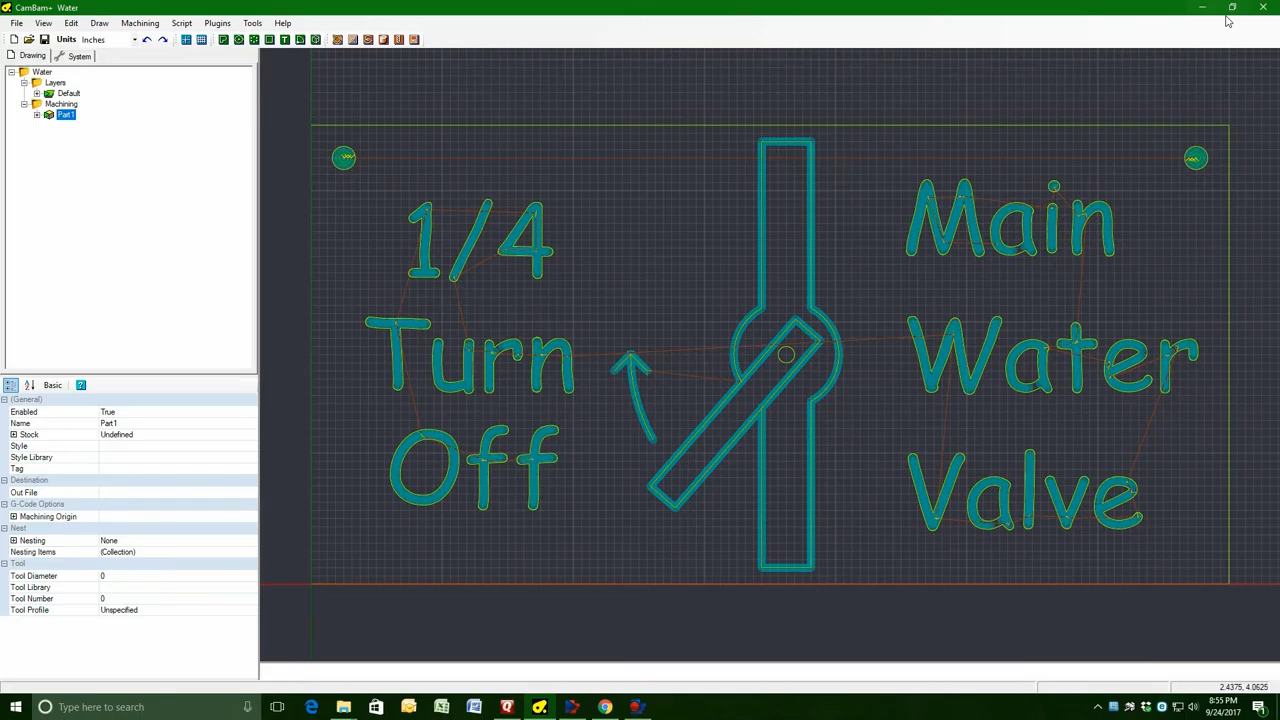 CamBam+ Water
File View Edit Draw Machining Script Plugins Tools Help
Units Inches
Drawing System
Water
Layers
Default
Machining
Part1
Basic
(General)
Enabled True
Name Part1
Stock Undefined
Style
Style Library
Tag
Destination
Out File
G-Code Options
Machining Origin
Nest
Nesting None
Nesting Items (Collection)
Tool
Tool Diameter 0
Tool Library
Tool Number 0
Tool Profile Unspecified
1/4
Turn
Off
Main
Water
Valve
2.4375, 4.0625
Type here to search
8:55 PM
9/24/2017